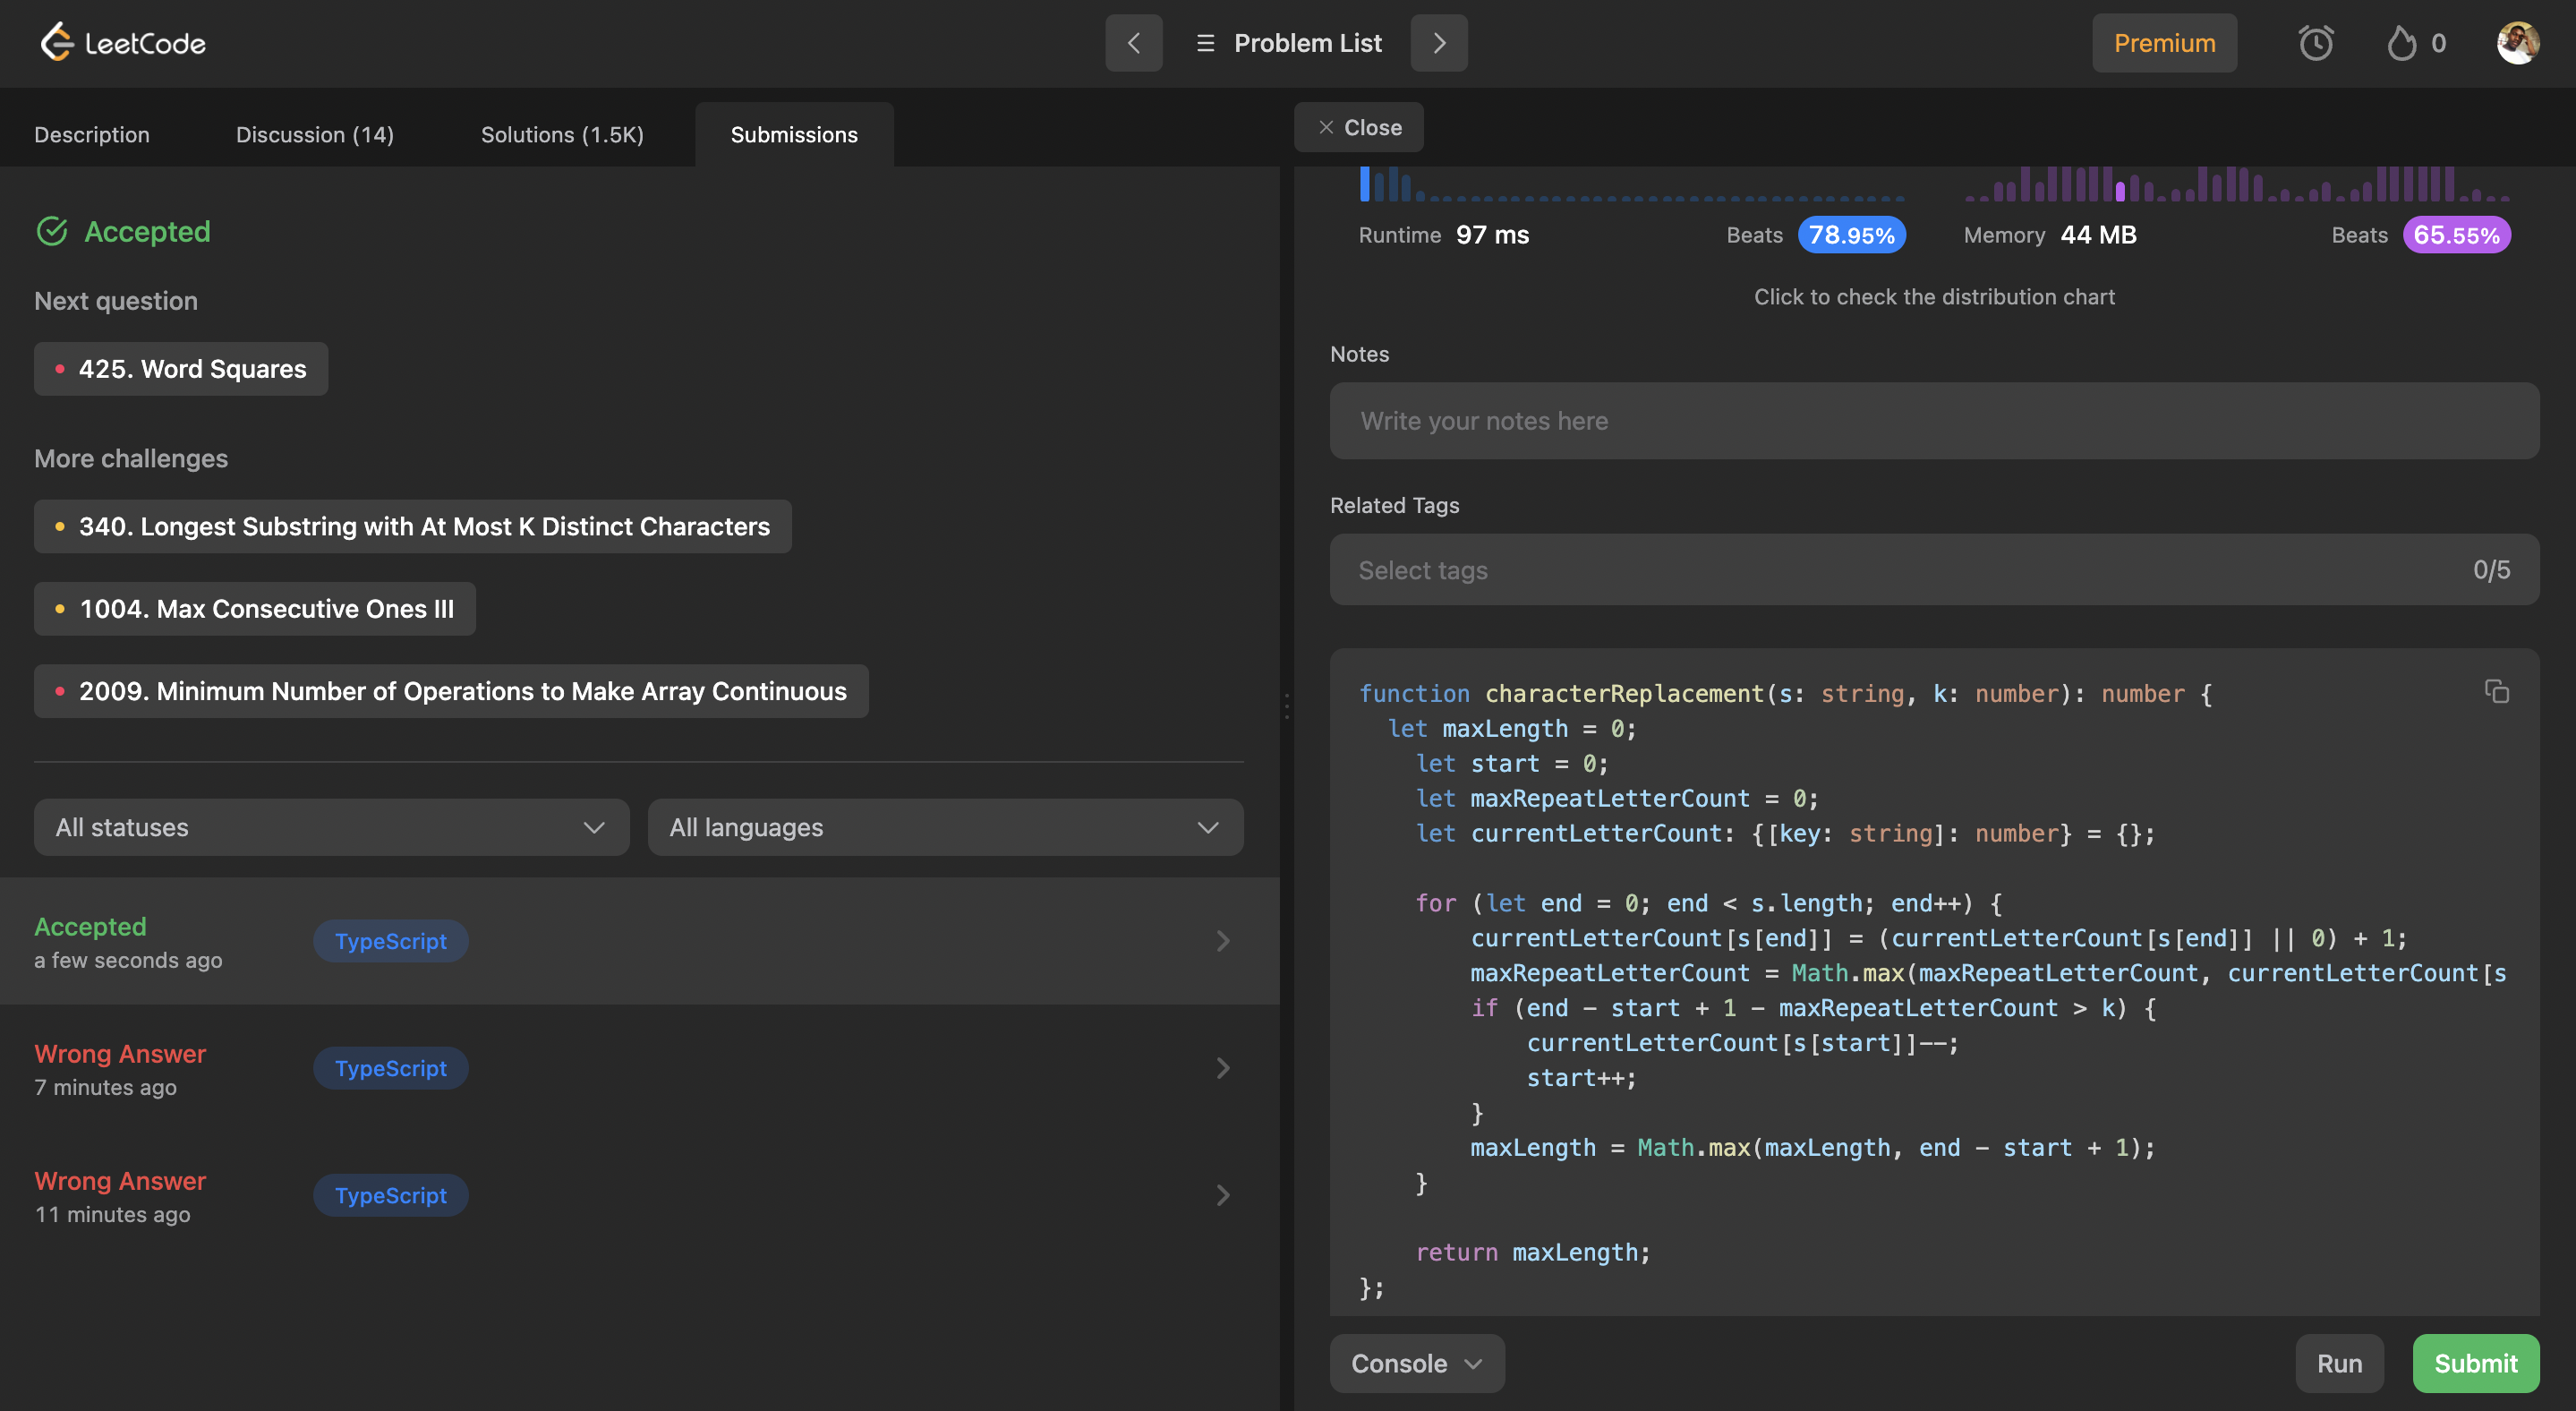 LeetCode
Problem List
Premium
0
Description
Discussion (14)
Solutions (1.5K)
Submissions
Accepted
Next question
425. Word Squares
More challenges
340. Longest Substring with At Most K Distinct Characters
1004. Max Consecutive Ones III
2009. Minimum Number of Operations to Make Array Continuous
All statuses
All languages
Accepted
a few seconds ago
TypeScript
Wrong Answer
7 minutes ago
TypeScript
Wrong Answer
11 minutes ago
TypeScript
Close
Runtime 97 ms
Beats 78.95%
Memory 44 MB
Beats 65.55%
Click to check the distribution chart
Notes
Write your notes here
Related Tags
Select tags
0/5
function characterReplacement(s: string, k: number): number {
  let maxLength = 0;
    let start = 0;
    let maxRepeatLetterCount = 0;
    let currentLetterCount: {[key: string]: number} = {};
    for (let end = 0; end < s.length; end++) {
        currentLetterCount[s[end]] = (currentLetterCount[s[end]] || 0) + 1;
        maxRepeatLetterCount = Math.max(maxRepeatLetterCount, currentLetterCount[s
        if (end - start + 1 - maxRepeatLetterCount > k) {
            currentLetterCount[s[start]]--;
            start++;
        }
        maxLength = Math.max(maxLength, end - start + 1);
    }
    return maxLength;
};
Console
Run
Submit